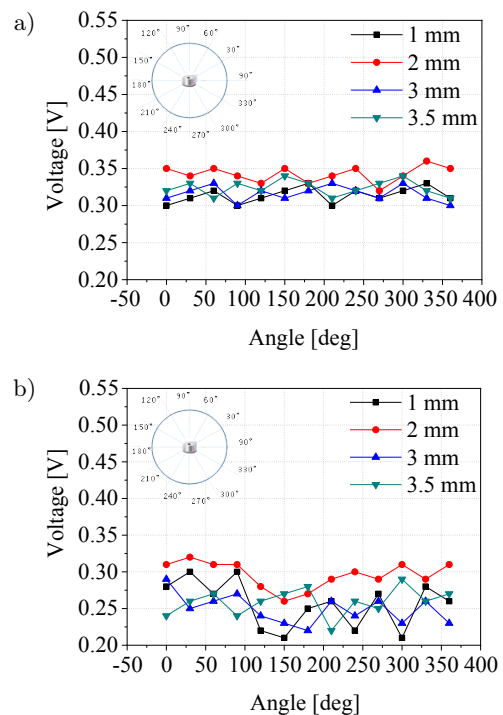 a)
0.55
0.50
0.45
0.40
0.35
0.30
0.25
0.20
Voltage [V]
-50 0 50 100 150 200 250 300 350 400
Angle [deg]
1 mm
2 mm
3 mm
3.5 mm
120° 90° 60°
150° 30°
180° 90°
210° 330°
240° 270° 300°
b)
0.55
0.50
0.45
0.40
0.35
0.30
0.25
0.20
Voltage [V]
-50 0 50 100 150 200 250 300 350 400
Angle [deg]
1 mm
2 mm
3 mm
3.5 mm
120° 90° 60°
150° 30°
180° 90°
210° 330°
240° 270° 300°